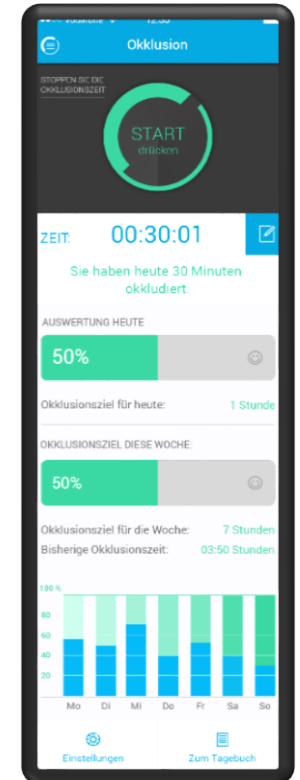 12:35
Okklusion
STOPPEN SIE DIE
OKKLUSIONSZEIT
START
drücken
ZEIT: 00:30:01
Sie haben heute 30 Minuten
okkludiert.
AUSWERTUNG HEUTE
50%
Okklusionsziel für heute: 1 Stunde
OKKLUSIONSZIEL DIESE WOCHE:
50%
Okklusionsziel für die Woche: 7 Stunden
Bisherige Okklusionszeit: 03:50 Stunden
100 %
80
60
40
20
Mo Di Mi Do Fr Sa So
Einstellungen Zum Tagebuch